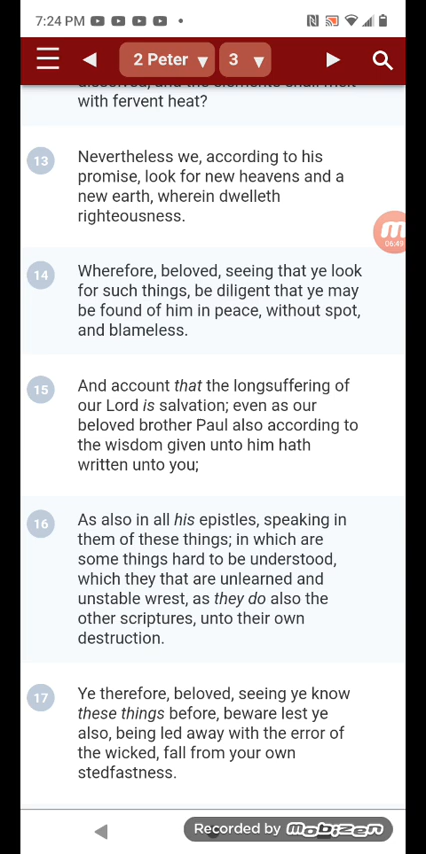 7:24 PM
2 Peter ▼ 3 ▼
dissolved, and the elements shall melt
with fervent heat?
13
Nevertheless we, according to his
promise, look for new heavens and a
new earth, wherein dwelleth
righteousness.
06:49
14
Wherefore, beloved, seeing that ye look
for such things, be diligent that ye may
be found of him in peace, without spot,
and blameless.
15
And account that the longsuffering of
our Lord is salvation; even as our
beloved brother Paul also according to
the wisdom given unto him hath
written unto you;
16
As also in all his epistles, speaking in
them of these things; in which are
some things hard to be understood,
which they that are unlearned and
unstable wrest, as they do also the
other scriptures, unto their own
destruction.
17
Ye therefore, beloved, seeing ye know
these things before, beware lest ye
also, being led away with the error of
the wicked, fall from your own
stedfastness.
Recorded by mobizen